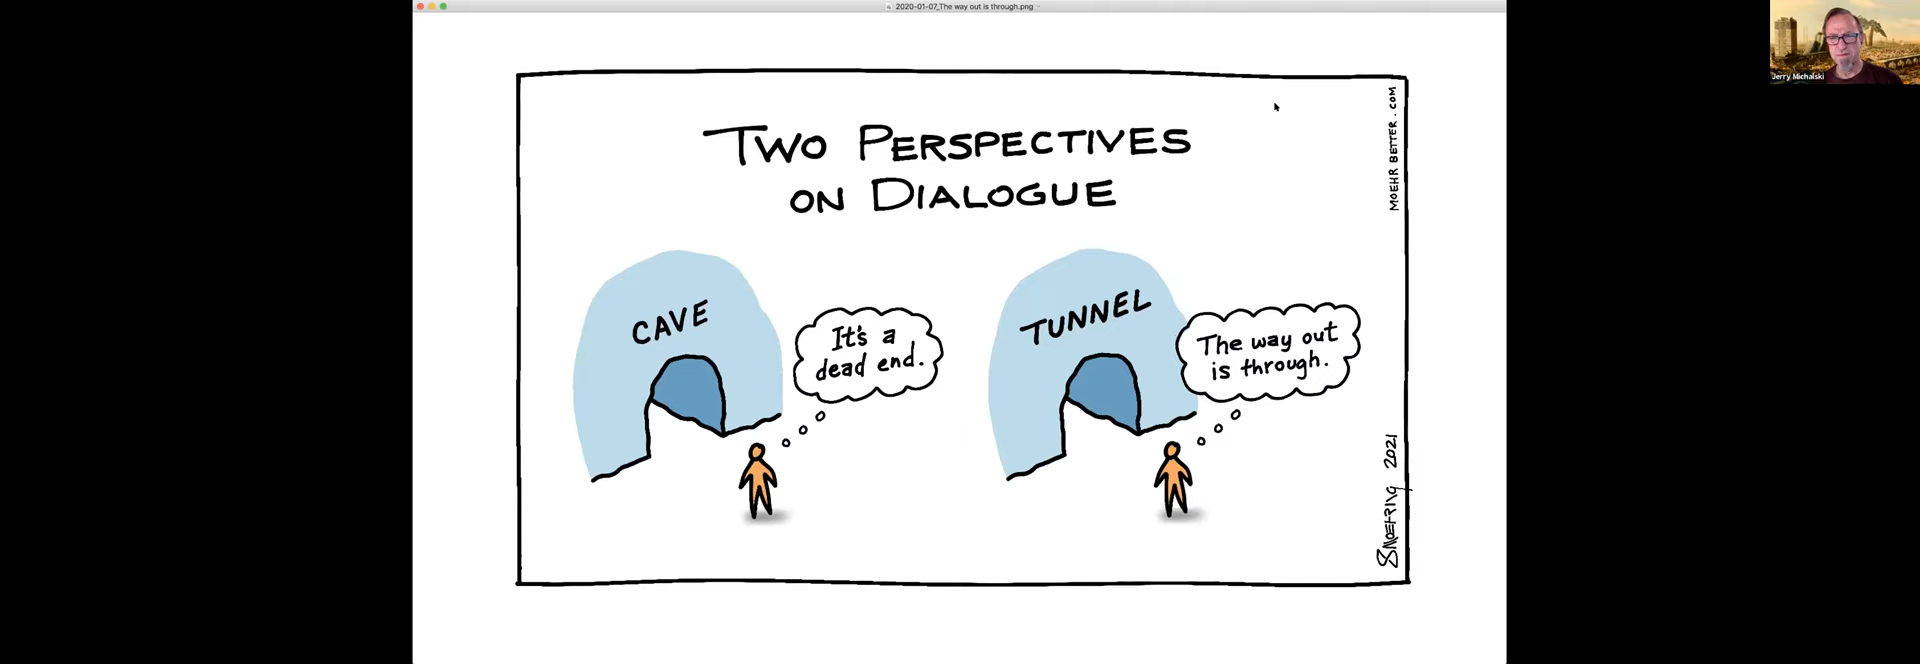 2020-01-07_The way out is through.png
Jerry Michalski
TWO PERSPECTIVES
ON DIALOGUE
CAVE
It's a
dead end.
TUNNEL
The way out
is through.
MOEHR BETTER . COM
2021